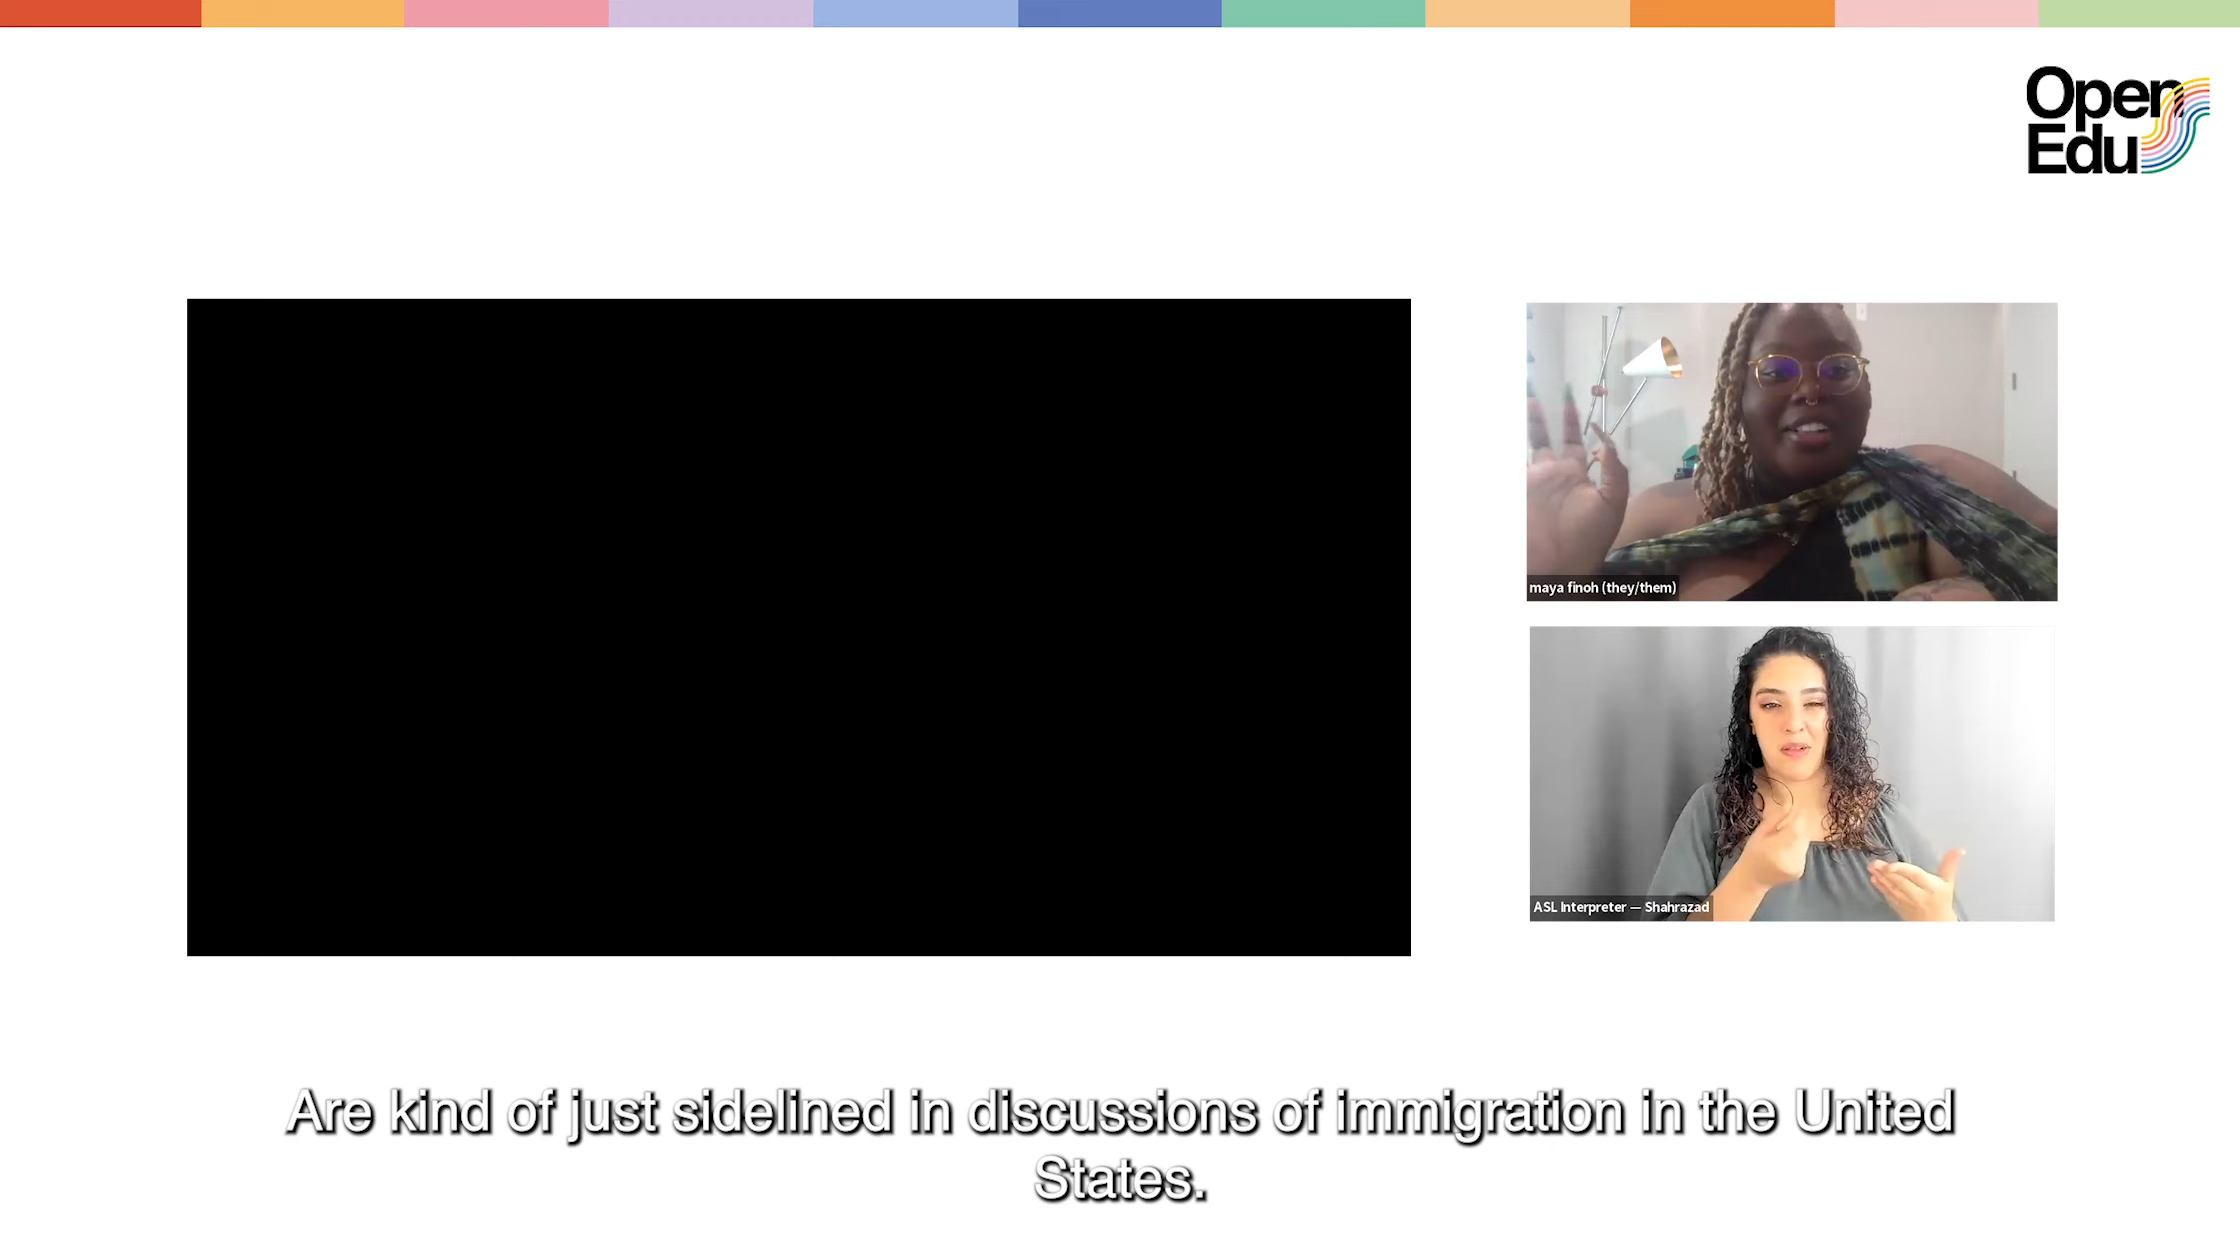 Open
Edu
maya finoh (they/them)
ASL Interpreter — Shahrazad
Are kind of just sidelined in discussions of immigration in the United
States.